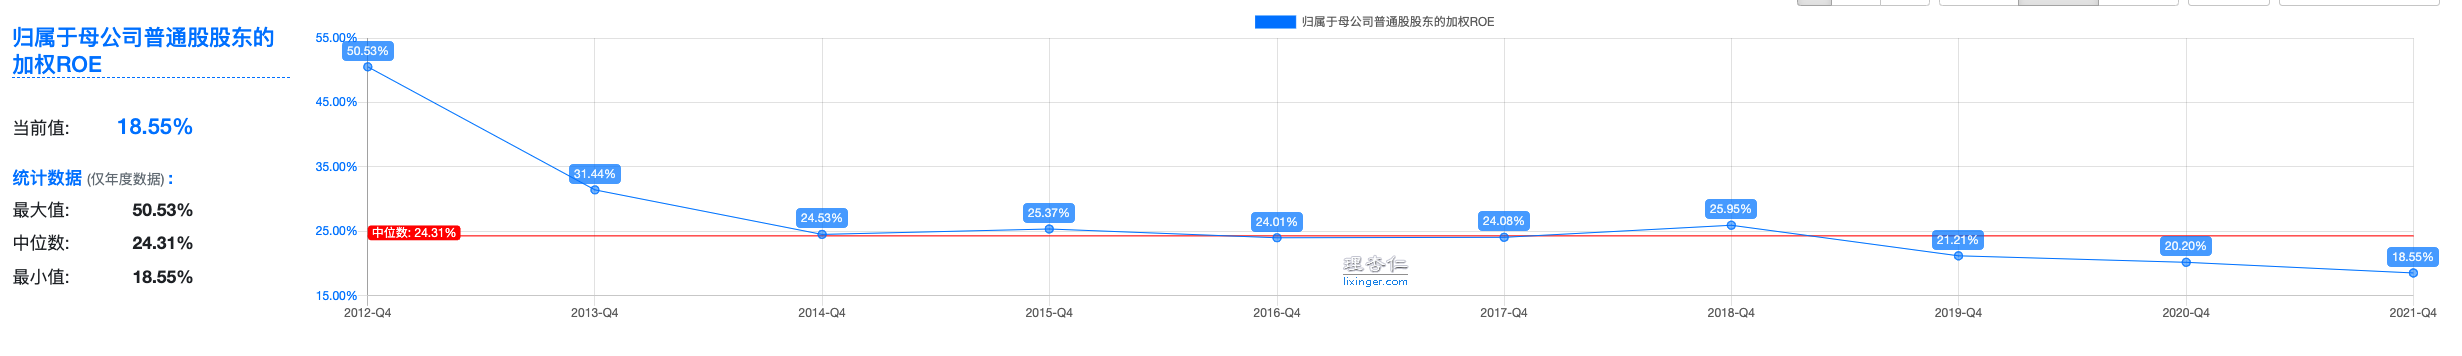 归属于母公司普通股股东的
加权ROE
当前值: 18.55%
统计数据 (仅年度数据) :
最大值: 50.53%
中位数: 24.31%
最小值: 18.55%
归属于母公司普通股股东的加权ROE
55.00%
45.00%
35.00%
25.00%
15.00%
50.53%
31.44%
24.53%
25.37%
24.01%
24.08%
25.95%
21.21%
20.20%
18.55%
中位数: 24.31%
理杏仁
lixinger.com
2012-Q4 2013-Q4 2014-Q4 2015-Q4 2016-Q4 2017-Q4 2018-Q4 2019-Q4 2020-Q4 2021-Q4